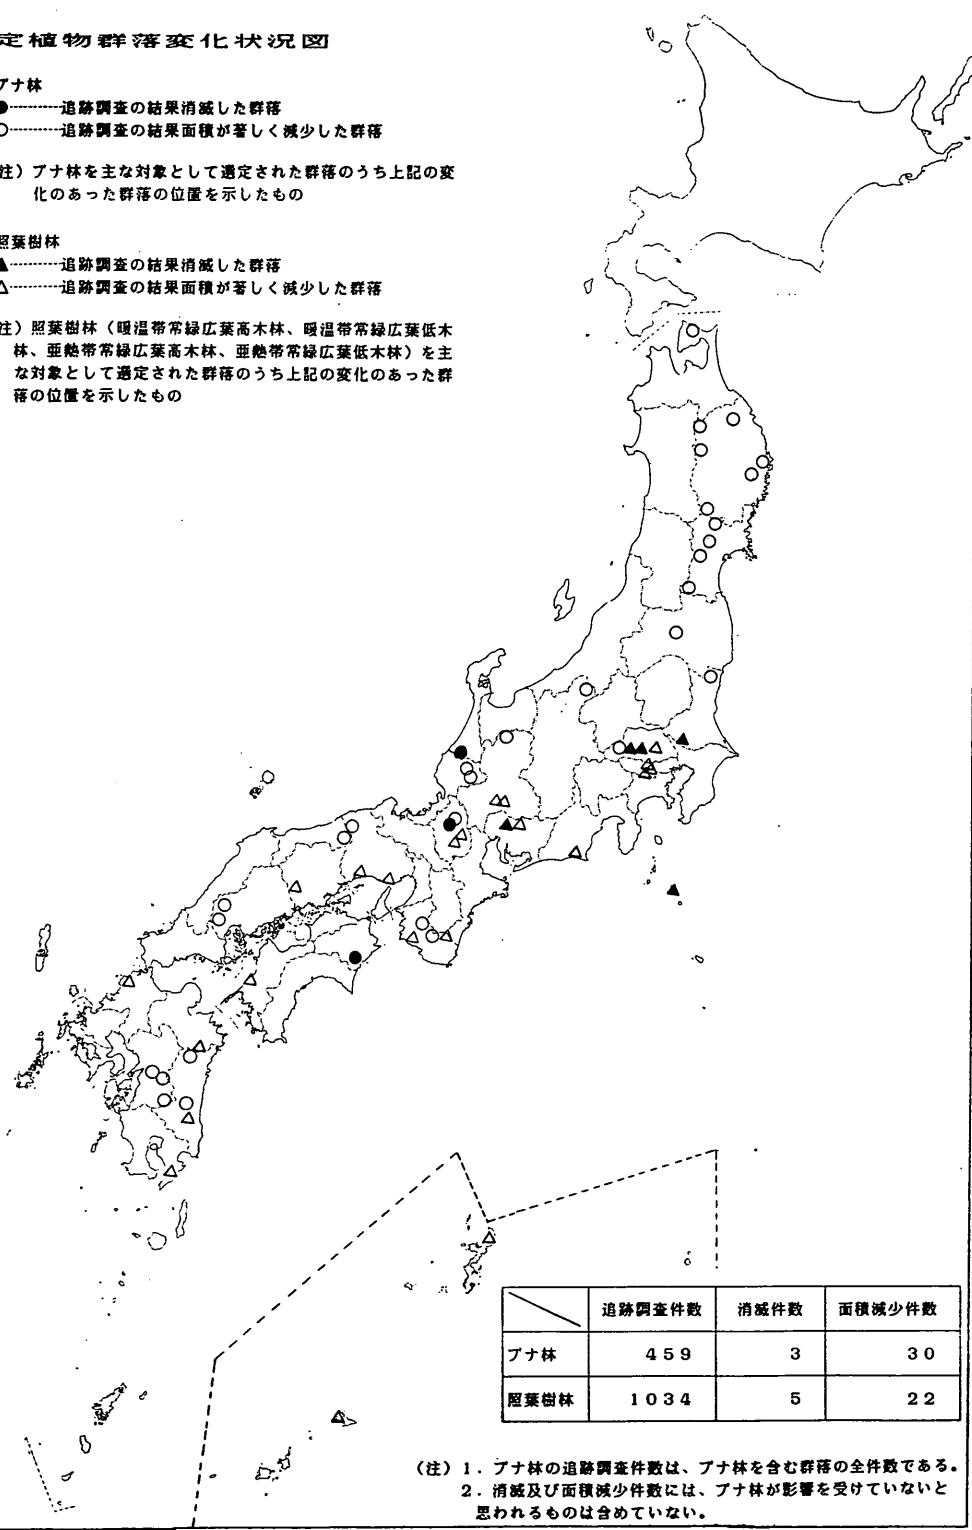 定植物群落変化状況図
ブナ林
●----------追跡調査の結果消滅した群落
○----------追跡調査の結果面積が著しく減少した群落
注）ブナ林を主な対象として選定された群落のうち上記の変
化のあった群落の位置を示したもの
照葉樹林
▲----------追跡調査の結果消滅した群落
△----------追跡調査の結果面積が著しく減少した群落
注）照葉樹林（暖温帯常緑広葉高木林、暖温帯常緑広葉低木
林、亜熱帯常緑広葉高木林、亜熱帯常緑広葉低木林）を主
な対象として選定された群落のうち上記の変化のあった群
落の位置を示したもの
追跡調査件数 消滅件数 面積減少件数
ブナ林 459 3 30
照葉樹林 1034 5 22
（注）１．ブナ林の追跡調査件数は、ブナ林を含む群落の全件数である。
２．消滅及び面積減少件数には、ブナ林が影響を受けていないと
思われるものは含めていない。